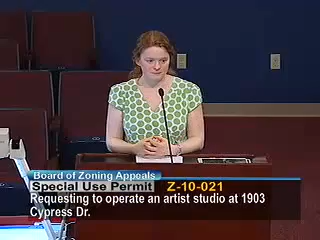 Board of Zoning Appeals
Special Use Permit Z-10-021
Requesting to operate an artist studio at 1903
Cypress Dr.